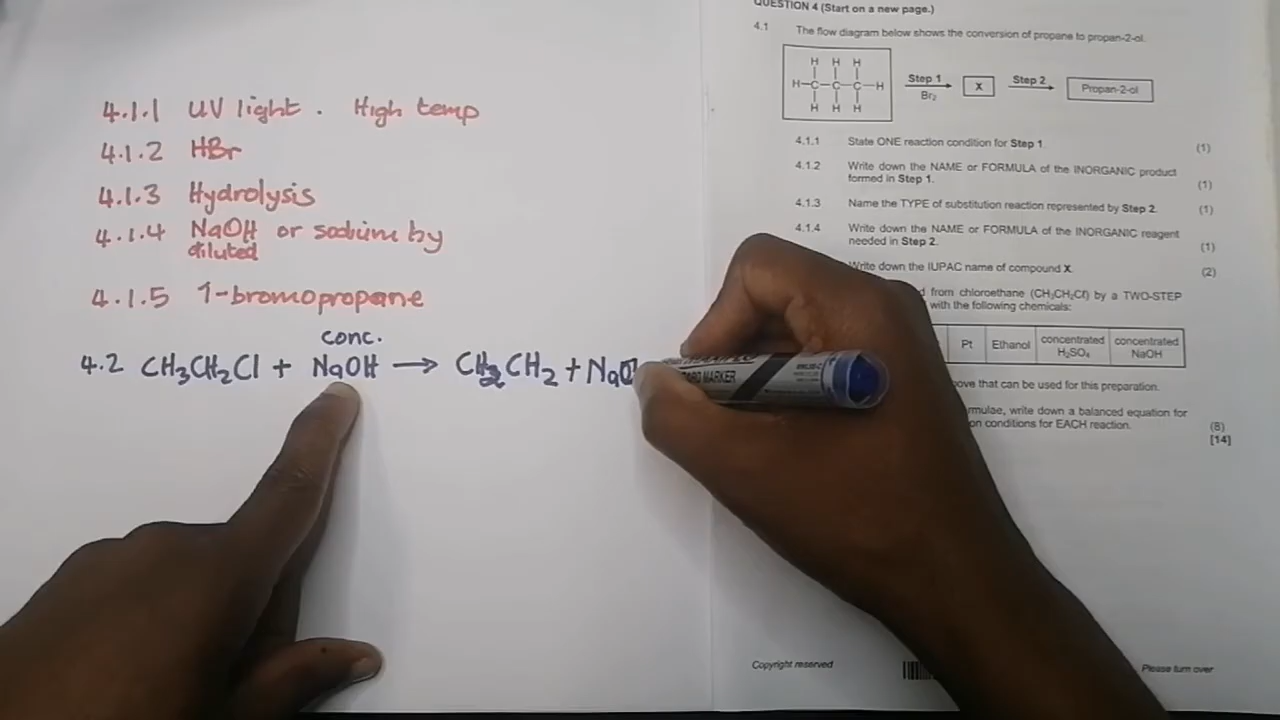 4.1.1 UV light . High temp
4.1.2 HBr
4.1.3 Hydrolysis
4.1.4 NaOH or sodium by
diluted
4.1.5 1-bromopropane
conc.
4.2 CH₃CH₂Cl + NaOH → CH₂CH₂ + Na
QUESTION 4 (Start on a new page.)
4.1 The flow diagram below shows the conversion of propane to propan-2-ol.
H H H
H–C–C–C–H
H H H
Step 1
Br₂
X
Step 2
Propan-2-ol
4.1.1 State ONE reaction condition for Step 1. (1)
4.1.2 Write down the NAME or FORMULA of the INORGANIC product
formed in Step 1. (1)
4.1.3 Name the TYPE of substitution reaction represented by Step 2. (1)
4.1.4 Write down the NAME or FORMULA of the INORGANIC reagent
needed in Step 2. (1)
Write down the IUPAC name of compound X. (2)
from chloroethane (CH₃CH₂Cℓ) by a TWO-STEP
with the following chemicals:
Pt Ethanol concentrated H₂SO₄ concentrated NaOH
that can be used for this preparation.
write down a balanced equation for
conditions for EACH reaction. (8)
[14]
MARKER
Copyright reserved
Please turn over